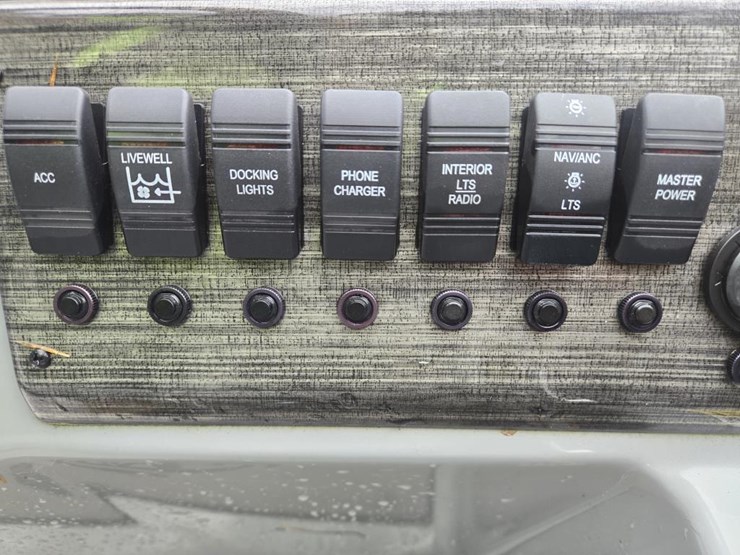 ACC
LIVEWELL
DOCKING
LIGHTS
PHONE
CHARGER
INTERIOR
LTS
RADIO
NAV/ANC
LTS
MASTER
POWER